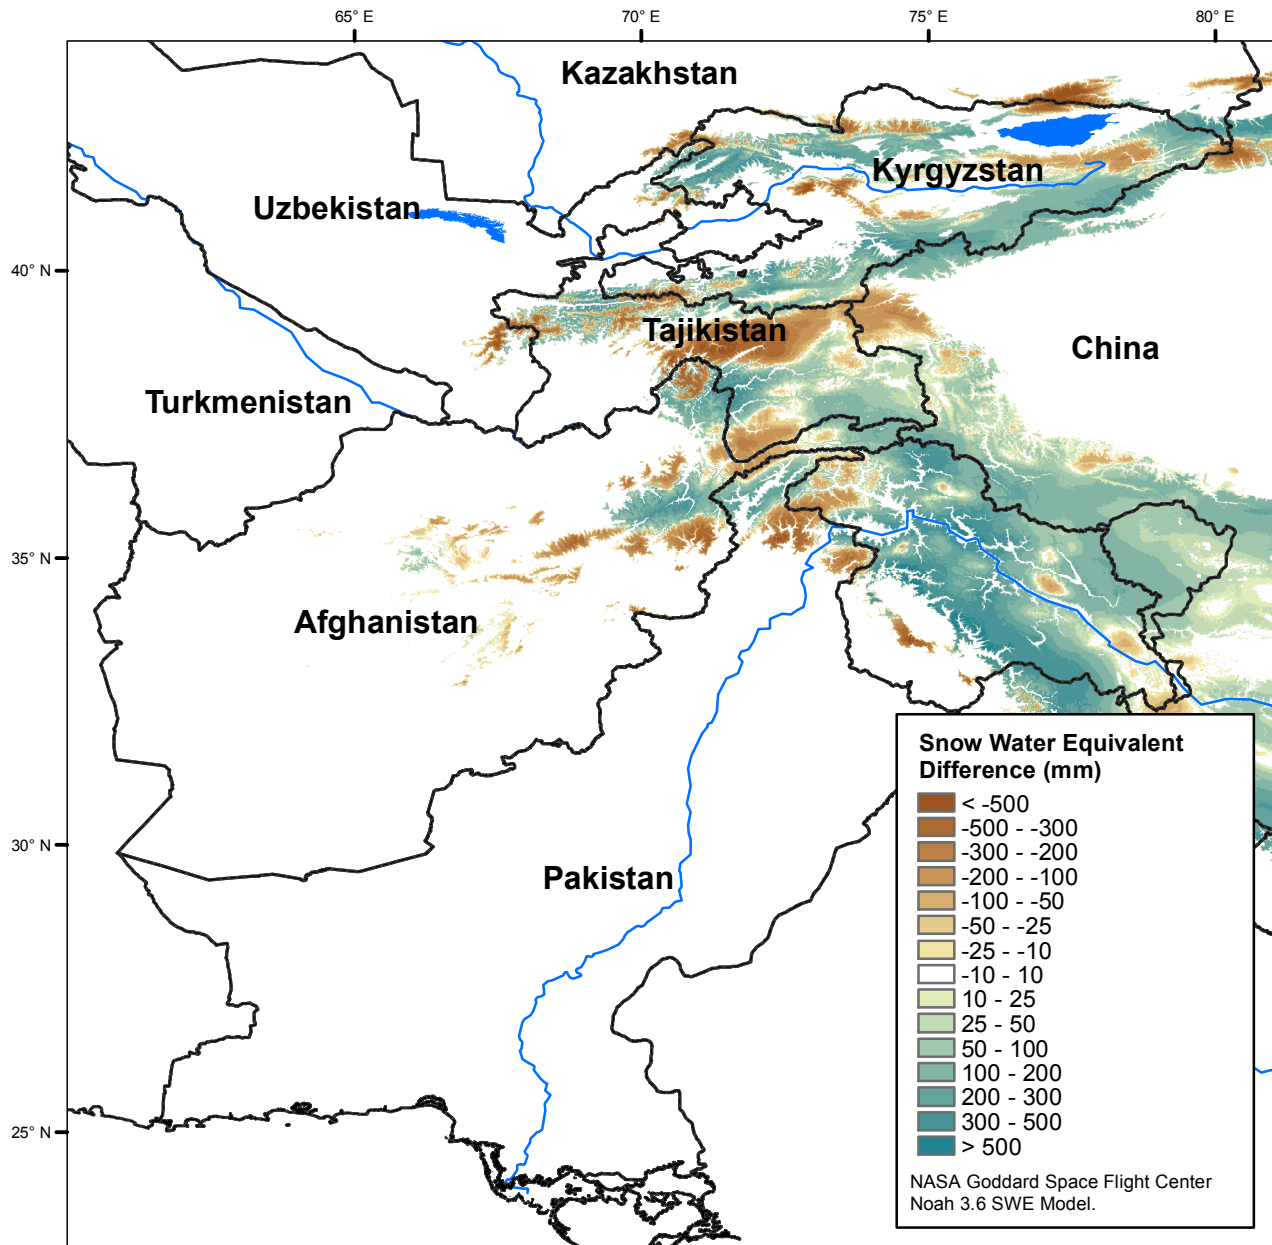 65° E
70° E
75° E
80° E
Kazakhstan
Kyrgyzstan
Uzbekistan
40° N
Tajikistan
China
Turkmenistan
35° N
Afghanistan
Snow Water Equivalent
Difference (mm)
< -500
-500 - -300
-300 - -200
-200 - -100
-100 - -50
-50 - -25
-25 - -10
-10 - 10
10 - 25
25 - 50
50 - 100
100 - 200
200 - 300
300 - 500
> 500
NASA Goddard Space Flight Center
Noah 3.6 SWE Model.
30° N
Pakistan
25° N